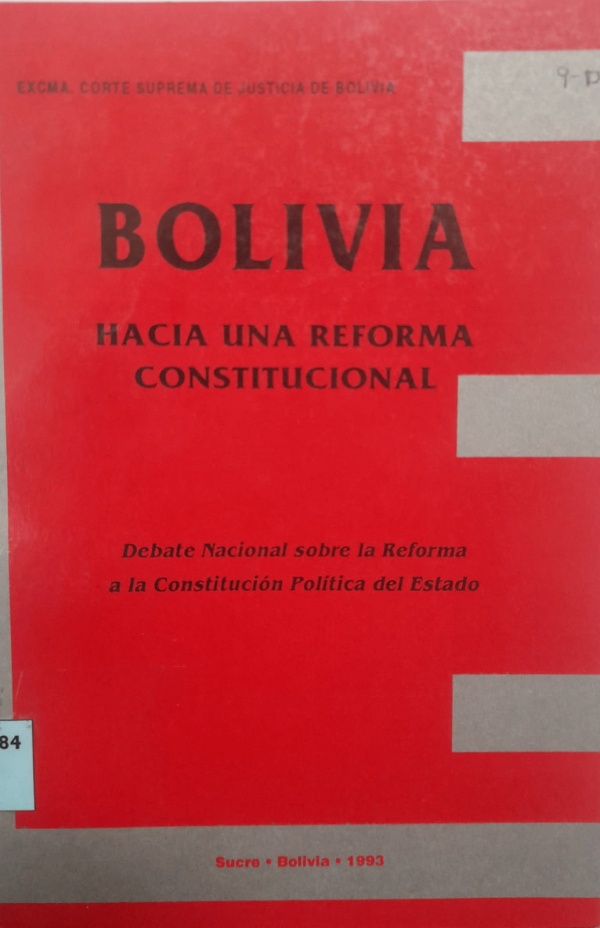 EXCMA. CORTE SUPREMA DE JUSTICIA DE BOLIVIA
9-D
BOLIVIA
HACIA UNA REFORMA
CONSTITUCIONAL
Debate Nacional sobre la Reforma
a la Constitución Política del Estado
84
Sucre • Bolivia • 1993